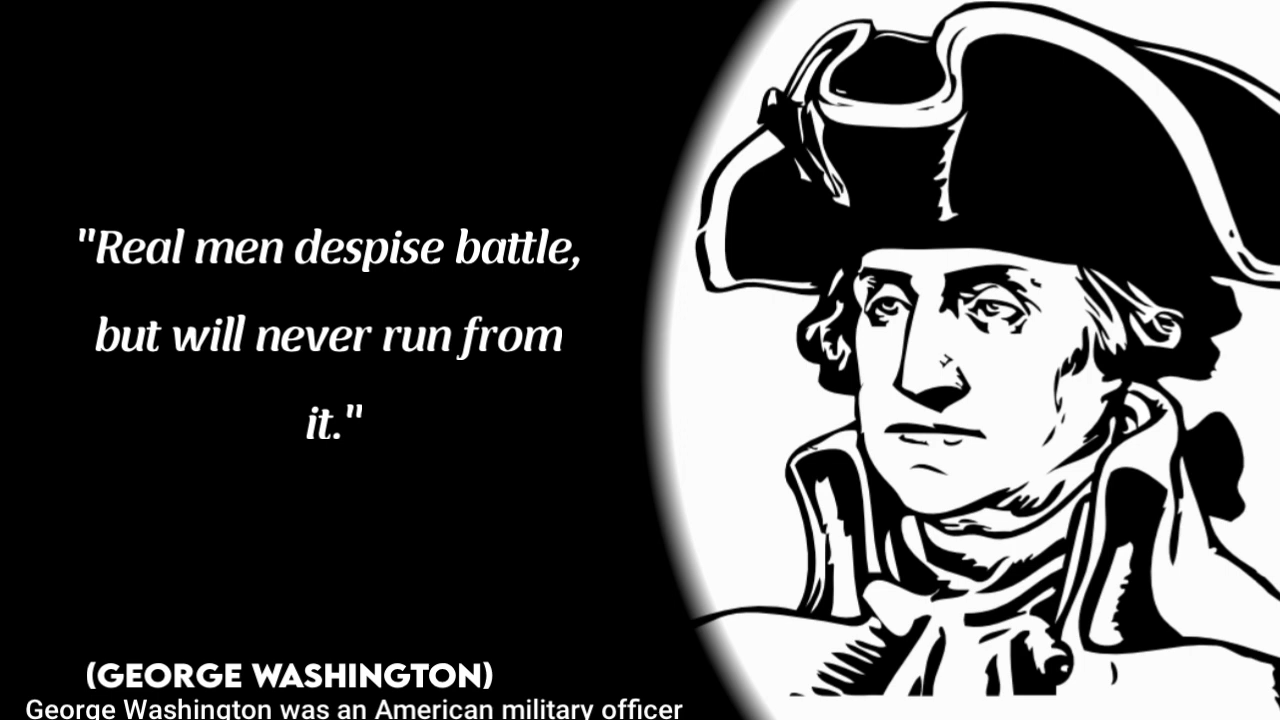 "Real men despise battle,
but will never run from
it."
(GEORGE WASHINGTON)
George Washington was an American military officer